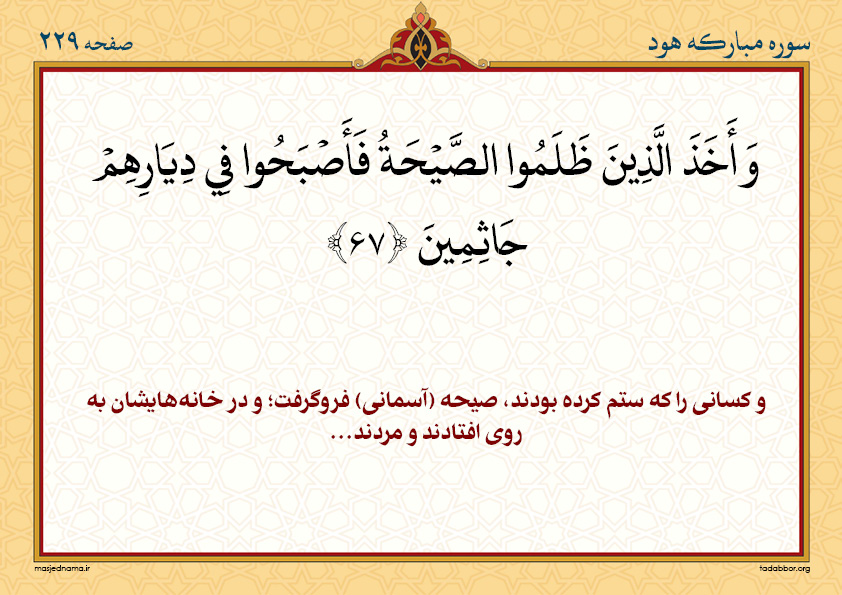 سوره مبارکه هود
صفحه ۲۲۹
وَ أَخَذَ الَّذِينَ ظَلَمُوا الصَّيْحَةُ فَأَصْبَحُوا فِي دِيَارِهِمْ
جَاثِمِينَ ﴿۶۷﴾
و کسانی را که ستم کرده بودند، صیحه (آسمانی) فروگرفت؛ و در خانه‌هایشان به
روی افتادند و مردند...
masjednama.ir
tadabbor.org